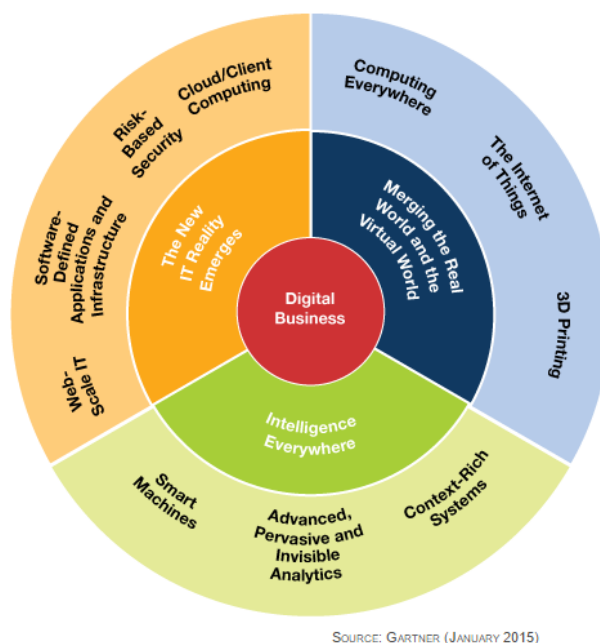 Cloud/Client
Computing
Risk-
Based
Security
Software-
Defined
Applications and
Infrastructure
Web-
Scale IT
Computing
Everywhere
The Internet
of Things
3D Printing
The New
IT Reality
Emerges
Merging the Real
World and the
Virtual World
Digital
Business
Intelligence
Everywhere
Smart
Machines
Advanced,
Pervasive and
Invisible
Analytics
Context-Rich
Systems
SOURCE: GARTNER (JANUARY 2015)